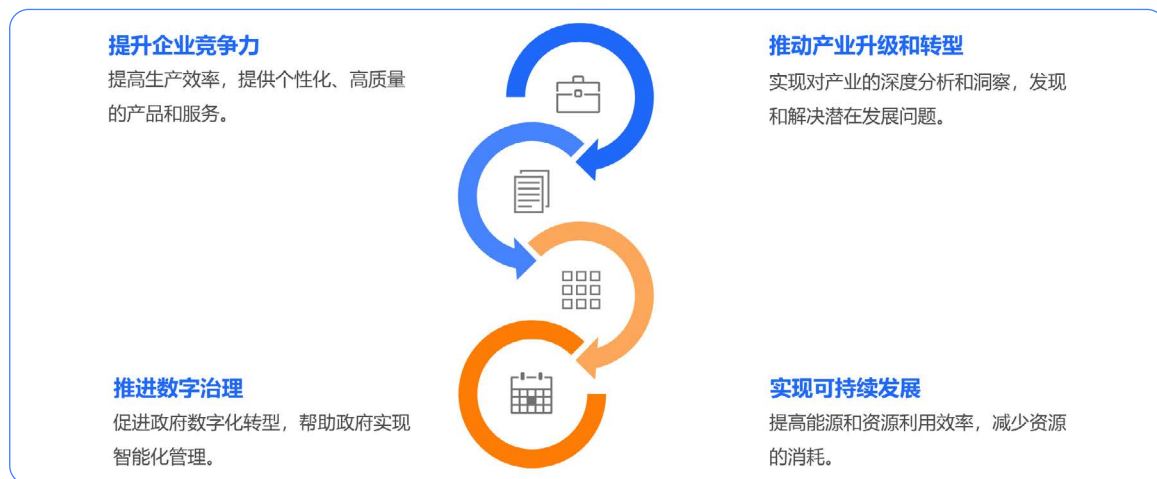 提升企业竞争力
提高生产效率，提供个性化、高质量
的产品和服务。
推动产业升级和转型
实现对产业的深度分析和洞察，发现
和解决潜在发展问题。
推进数字治理
促进政府数字化转型，帮助政府实现
智能化管理。
实现可持续发展
提高能源和资源利用效率，减少资源
的消耗。